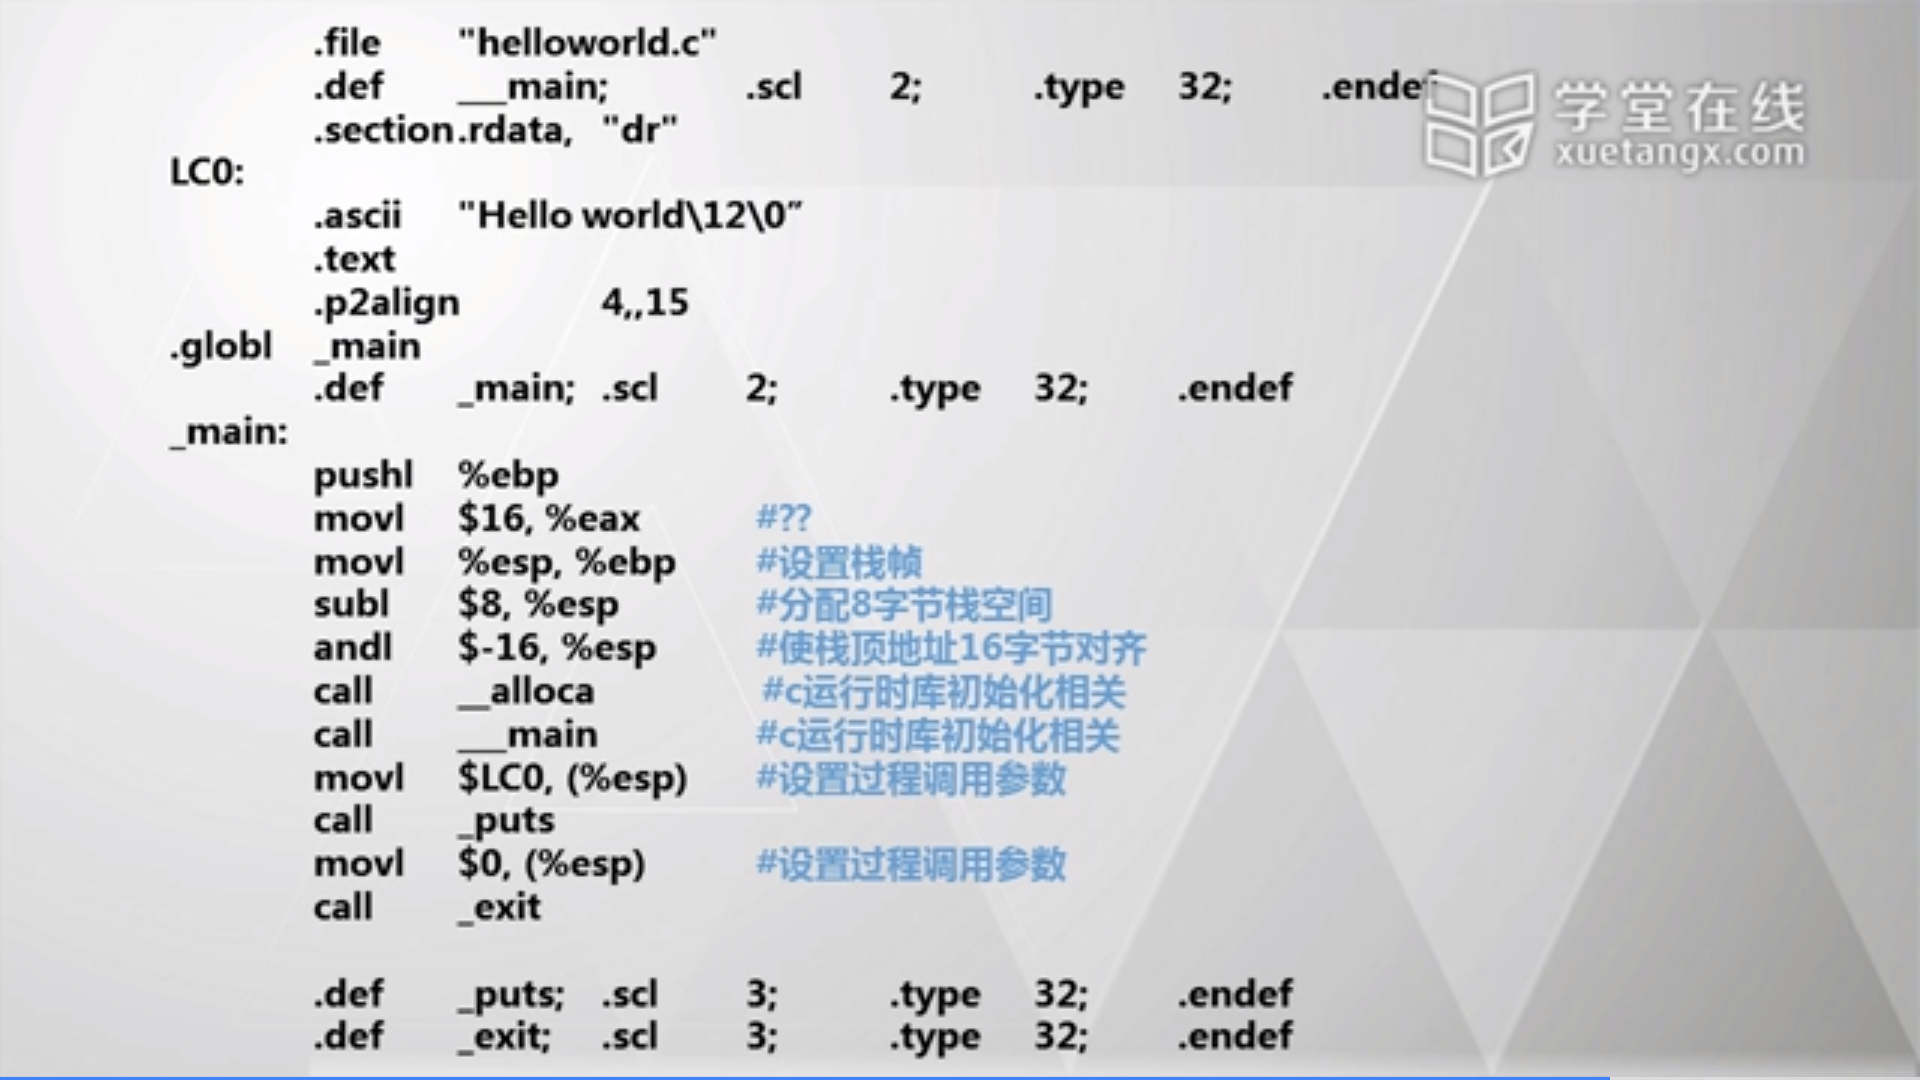 .file "helloworld.c"
.def ___main; .scl 2; .type 32; .endef
.section .rdata, "dr"
LC0:
.ascii "Hello world\12\0"
.text
.p2align 4,,15
.globl _main
.def _main; .scl 2; .type 32; .endef
_main:
pushl %ebp
movl $16, %eax #??
movl %esp, %ebp #设置栈帧
subl $8, %esp #分配8字节栈空间
andl $-16, %esp #使栈顶地址16字节对齐
call __alloca #c运行时库初始化相关
call ___main #c运行时库初始化相关
movl $LC0, (%esp) #设置过程调用参数
call _puts
movl $0, (%esp) #设置过程调用参数
call _exit
.def _puts; .scl 3; .type 32; .endef
.def _exit; .scl 3; .type 32; .endef
学堂在线
xuetangx.com